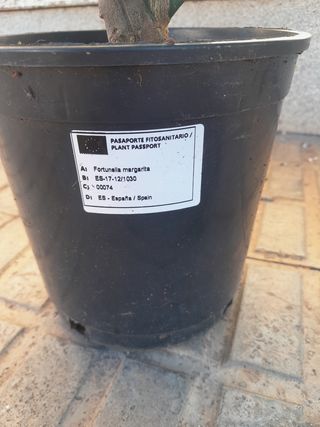 PASAPORTE FITOSANITARIO /
PLANT PASSPORT
A: Fortunella margarita
B: ES-17-12/1030
C: 00074
D: ES - España / Spain